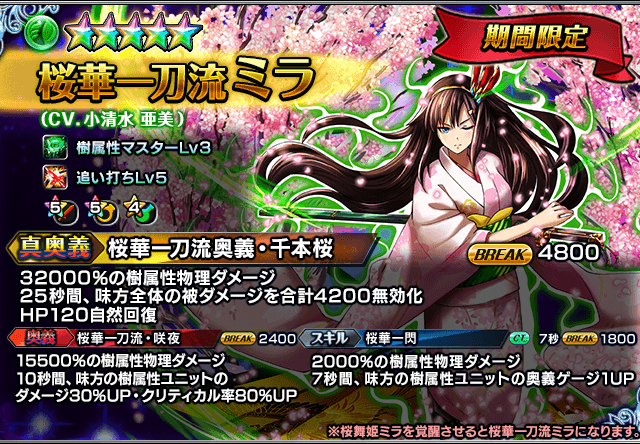 期間限定
桜華一刀流ミラ
(CV.小清水 亜美)
樹属性マスターLv3
追い打ちLv5
5 5 4
真奥義 桜華一刀流奥義・千本桜 BREAK 4800
32000%の樹属性物理ダメージ
25秒間、味方全体の被ダメージを合計4200無効化
HP120自然回復
奥義 桜華一刀流・咲夜 BREAK 2400
15500%の樹属性物理ダメージ
10秒間、味方の樹属性ユニットの
ダメージ30%UP・クリティカル率80%UP
スキル 桜華一閃 CT 7秒 BREAK 1800
2000%の樹属性物理ダメージ
7秒間、味方の樹属性ユニットの奥義ゲージ1UP
※桜舞姫ミラを覚醒させると桜華一刀流ミラになります。